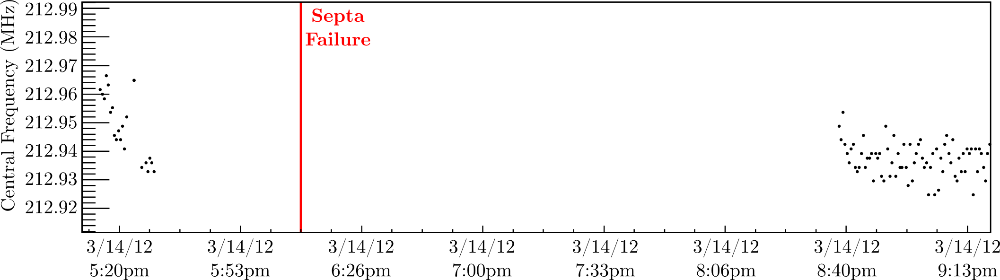 Central Frequency (MHz)
212.99
212.98
212.97
212.96
212.95
212.94
212.93
212.92
Septa
Failure
3/14/12 3/14/12 3/14/12 3/14/12 3/14/12 3/14/12 3/14/12 3/14/12
5:20pm 5:53pm 6:26pm 7:00pm 7:33pm 8:06pm 8:40pm 9:13pm